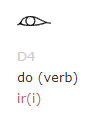 𓁹
D4
do (verb)
ir(i)